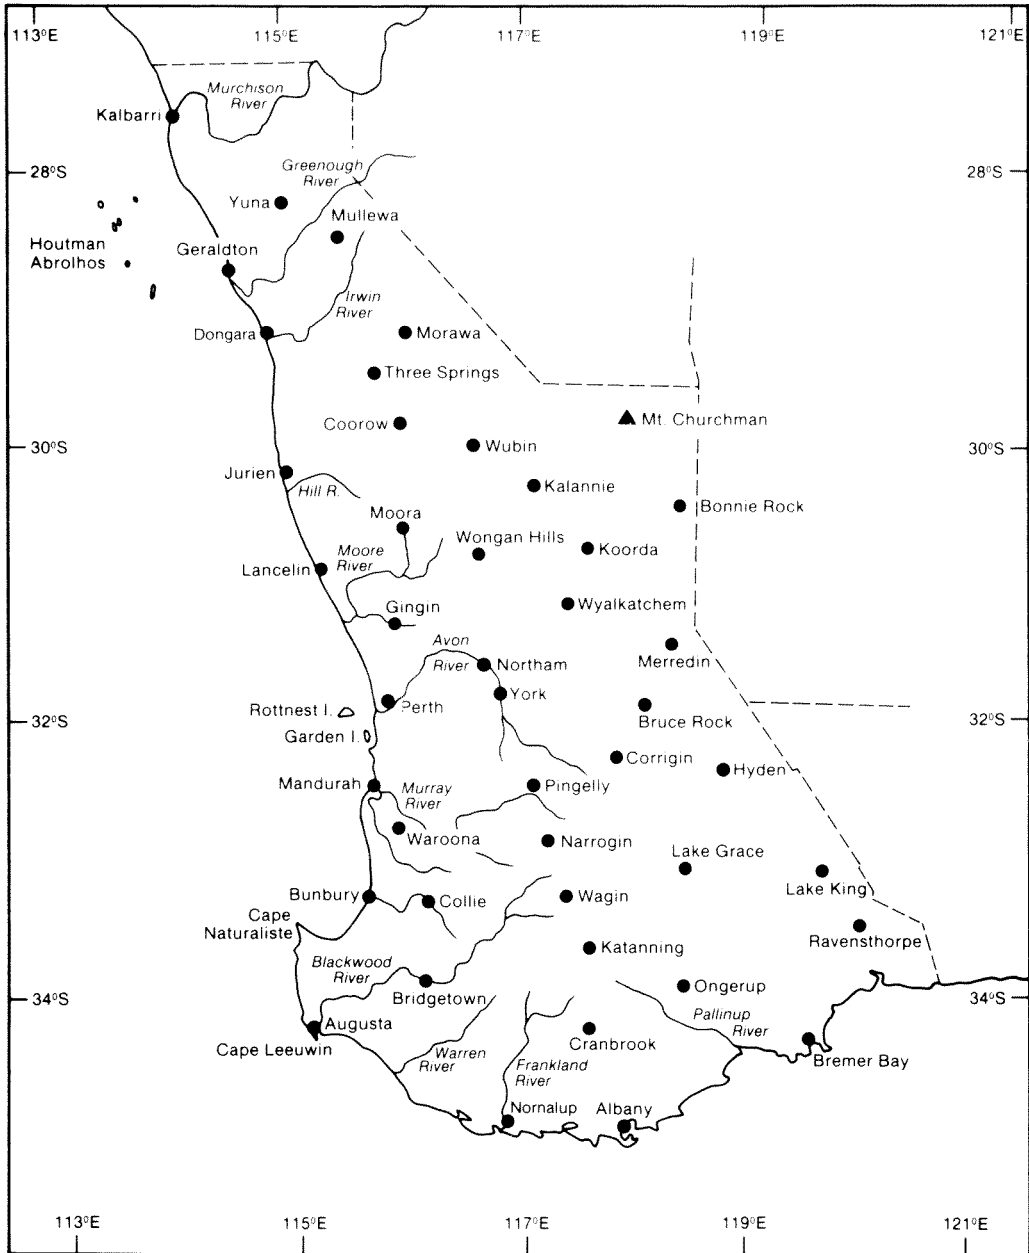 113°E 115°E 117°E 119°E 121°E
Murchison
River
Kalbarri
Greenough
River
28°S 28°S
Yuna
Mullewa
Houtman
Abrolhos
Geraldton
Irwin
River
Dongara
Morawa
Three Springs
Mt. Churchman
Coorow
Wubin
30°S 30°S
Jurien
Hill R.
Kalannie
Bonnie Rock
Moora
Wongan Hills
Koorda
Moore
River
Lancelin
Gingin
Wyalkatchem
Avon
River
Northam
Merredin
York
Rottnest I.
Perth
32°S 32°S
Bruce Rock
Garden I.
Corrigin
Hyden
Mandurah
Murray
River
Pingelly
Waroona
Narrogin
Lake Grace
Lake King
Bunbury
Collie
Wagin
Cape
Naturaliste
Ravensthorpe
Katanning
Blackwood
River
Bridgetown
Ongerup
34°S 34°S
Pallinup
River
Augusta
Cape Leeuwin
Warren
River
Cranbrook
Frankland
River
Bremer Bay
Nornalup
Albany
113°E 115°E 117°E 119°E 121°E